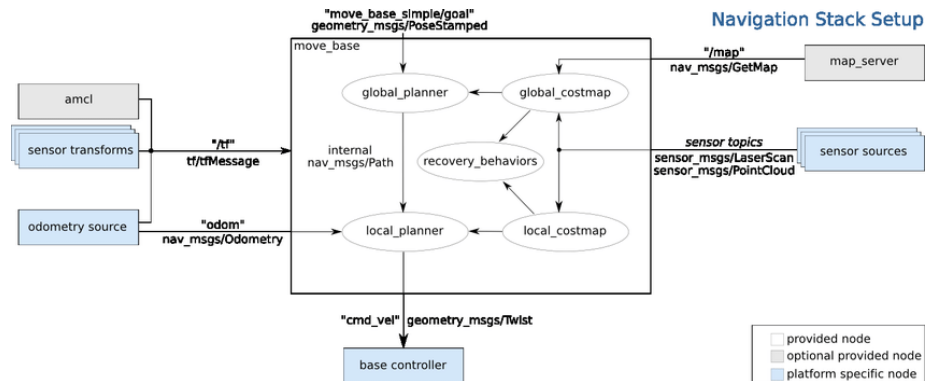 "move_base_simple/goal"
geometry_msgs/PoseStamped
Navigation Stack Setup
move_base
"/map"
nav_msgs/GetMap
map_server
amcl
global_planner
global_costmap
sensor transforms
"/tf"
tf/tfMessage
internal
nav_msgs/Path
recovery_behaviors
sensor topics
sensor_msgs/LaserScan
sensor_msgs/PointCloud
sensor sources
odometry source
"odom"
nav_msgs/Odometry
local_planner
local_costmap
"cmd_vel" geometry_msgs/Twist
base controller
provided node
optional provided node
platform specific node